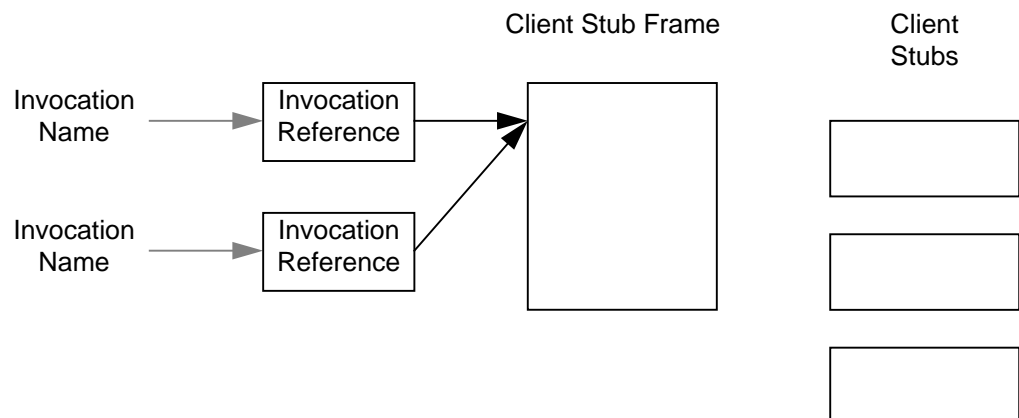 Client Stub Frame
Client
Stubs
Invocation
Name
Invocation
Reference
Invocation
Name
Invocation
Reference